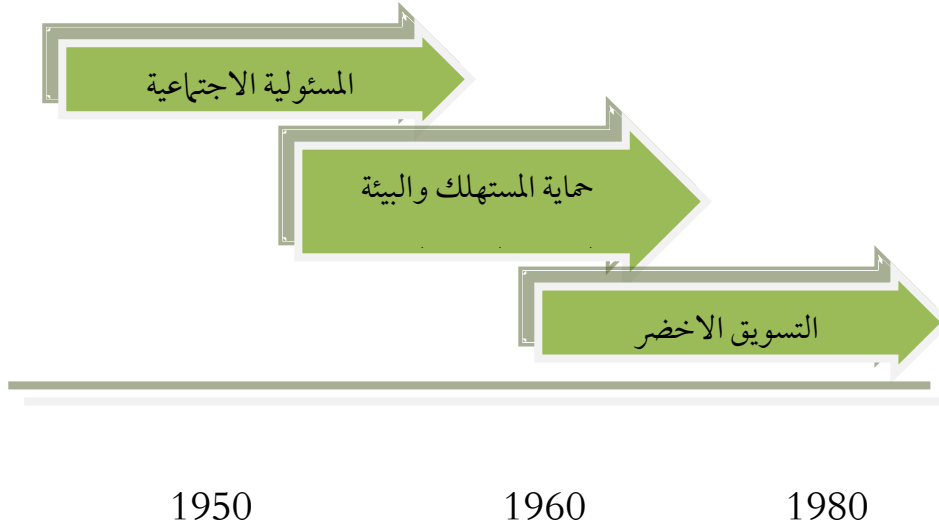 المسئولية الاجتماعية
حماية المستهلك والبيئة
التسويق الاخضر
1950 1960 1980